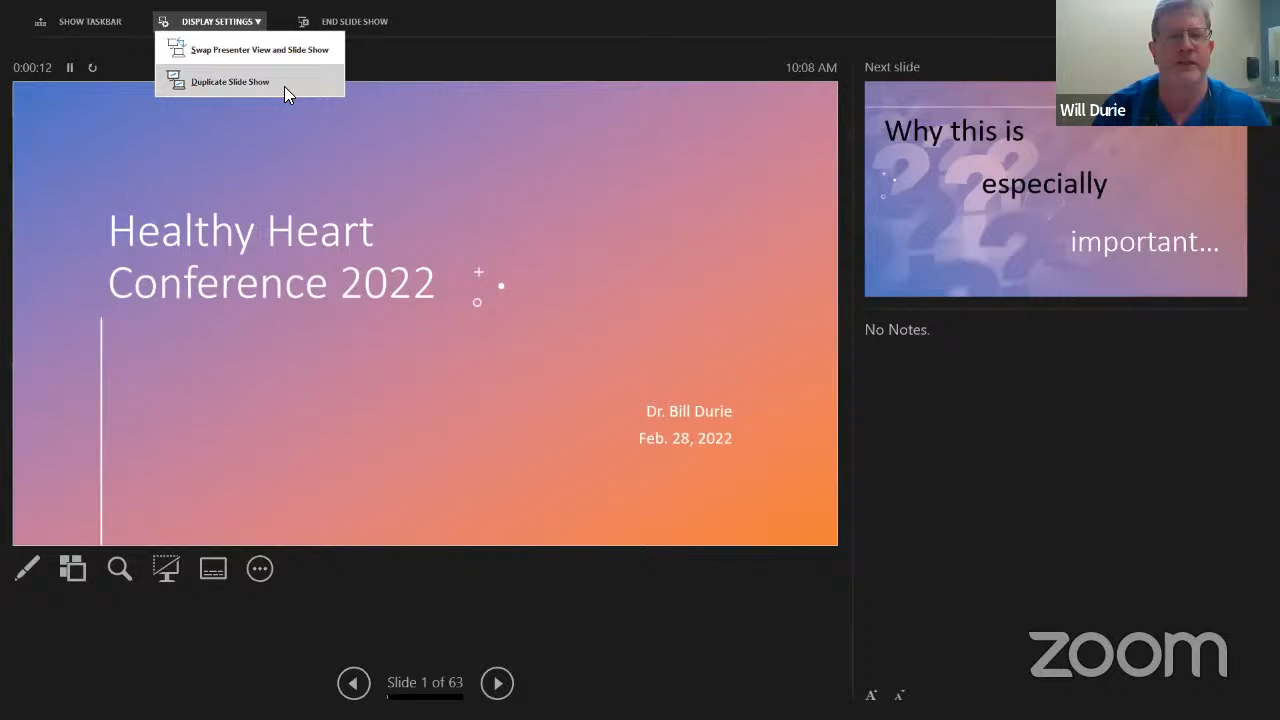 SHOW TASKBAR
DISPLAY SETTINGS ▼
END SLIDE SHOW
Swap Presenter View and Slide Show
Duplicate Slide Show
0:00:12
10:08 AM
Next slide
Will Durie
Healthy Heart
Conference 2022
Dr. Bill Durie
Feb. 28, 2022
Why this is
especially
important...
???
No Notes.
Slide 1 of 63
zoom
A
A